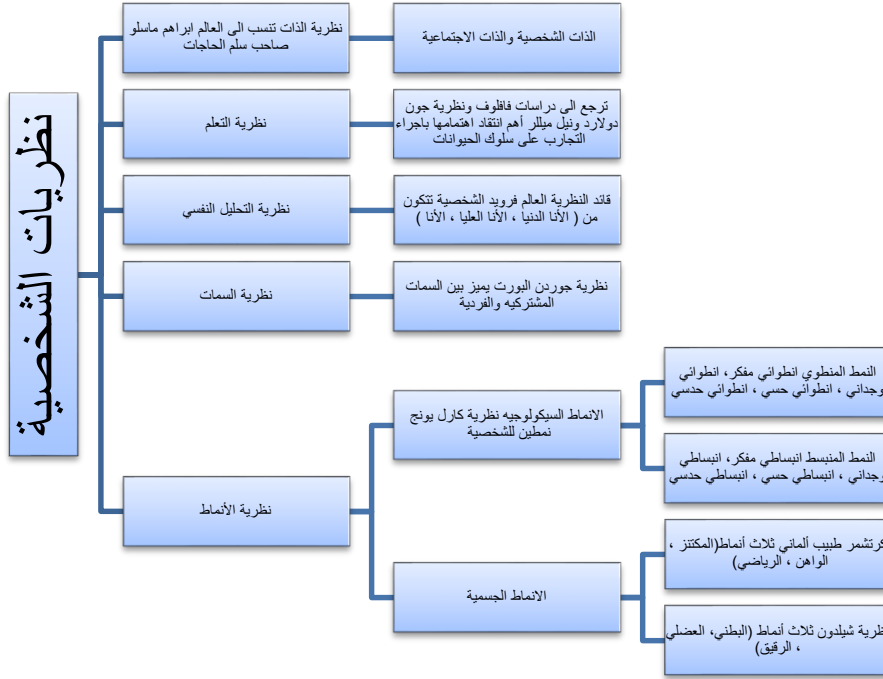 نظريات الشخصية
نظرية الذات تنسب الى العالم ابراهم ماسلو
صاحب سلم الحاجات
الذات الشخصية والذات الاجتماعية
نظرية التعلم
ترجع الى دراسات فافلوف ونظرية جون
دولارد ونيل ميللر أهم انتقاد اهتمامها باجراء
التجارب على سلوك الحيوانات
نظرية التحليل النفسي
قائد النظرية العالم فرويد الشخصية تتكون
من ( الأنا الدنيا ، الأنا العليا ، الأنا )
نظرية السمات
نظرية جوردن البورت يميز بين السمات
المشتركيه والفردية
نظرية الأنماط
الانماط السيكولوجيه نظرية كارل يونج
نمطين للشخصية
النمط المنطوي انطوائي مفكر، انطوائي
وجداني ، انطوائي حسي ، انطوائي حدسي
النمط المنبسط انبساطي مفكر، انبساطي
وجداني ، انبساطي حسي ، انبساطي حدسي
الانماط الجسمية
كرتشمر طبيب ألماني ثلاث أنماط(المكتنز ،
الواهن ، الرياضي)
نظرية شيلدون ثلاث أنماط (البطني، العضلي
، الرقيق)